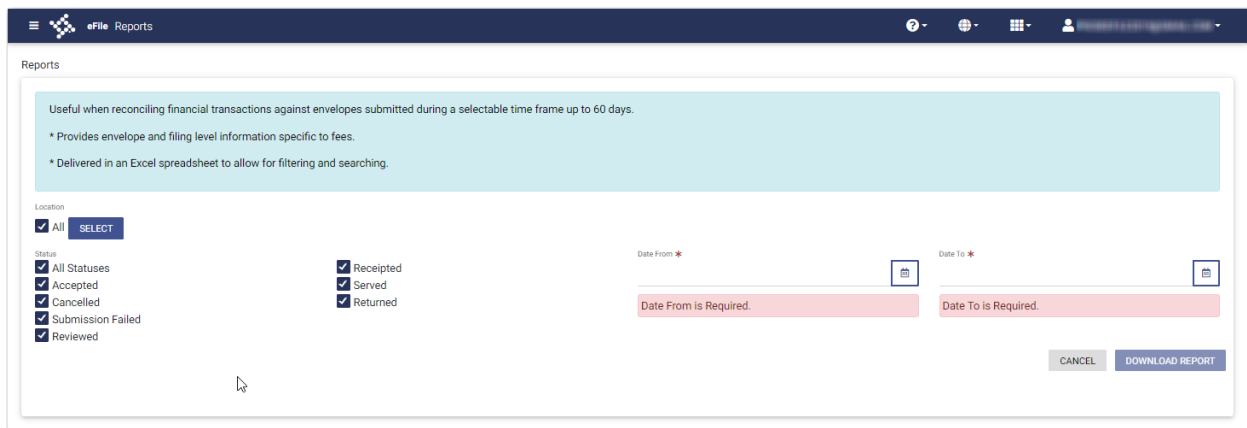 eFile Reports
Reports
Useful when reconciling financial transactions against envelopes submitted during a selectable time frame up to 60 days.
* Provides envelope and filing level information specific to fees.
* Delivered in an Excel spreadsheet to allow for filtering and searching.
Location
All SELECT
Status
All Statuses
Accepted
Cancelled
Submission Failed
Reviewed
Receipted
Served
Returned
Date From *
Date From is Required.
Date To *
Date To is Required.
CANCEL DOWNLOAD REPORT